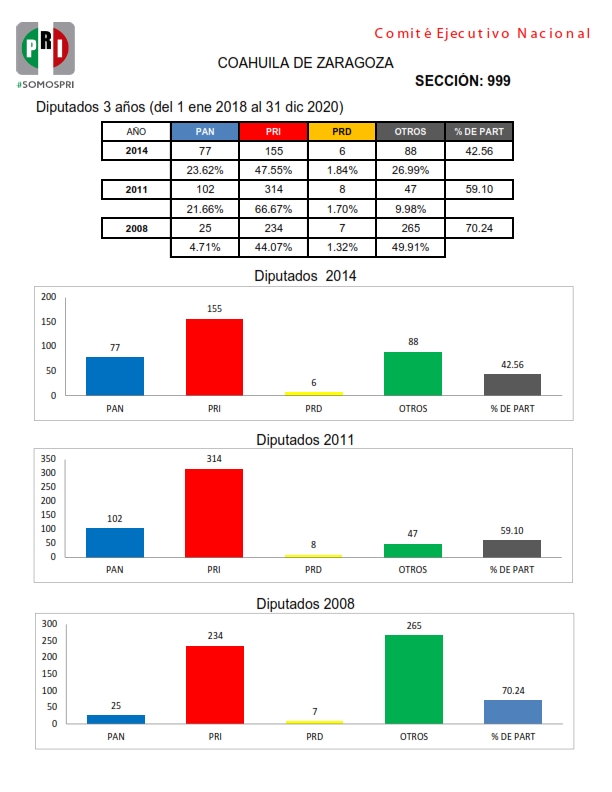 Comité Ejecutivo Nacional
PRI
#SOMOSPRI
COAHUILA DE ZARAGOZA
SECCIÓN: 999
Diputados 3 años (del 1 ene 2018 al 31 dic 2020)
AÑO PAN PRI PRD OTROS % DE PART
2014 77 155 6 88 42.56
23.62% 47.55% 1.84% 26.99%
2011 102 314 8 47 59.10
21.66% 66.67% 1.70% 9.98%
2008 25 234 7 265 70.24
4.71% 44.07% 1.32% 49.91%
Diputados 2014
200
150
100
50
0
77 155 6 88 42.56
PAN PRI PRD OTROS % DE PART
Diputados 2011
350
300
250
200
150
100
50
0
102 314 8 47 59.10
PAN PRI PRD OTROS % DE PART
Diputados 2008
300
250
200
150
100
50
0
25 234 7 265 70.24
PAN PRI PRD OTROS % DE PART